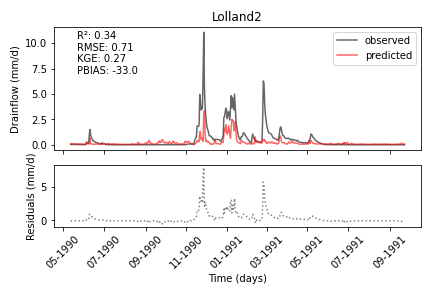 Lolland2
R²: 0.34
RMSE: 0.71
KGE: 0.27
PBIAS: -33.0
observed
predicted
Drainflow (mm/d)
10.0
7.5
5.0
2.5
0.0
Residuals (mm/d)
5
0
05-1990
07-1990
09-1990
11-1990
01-1991
03-1991
05-1991
07-1991
09-1991
Time (days)